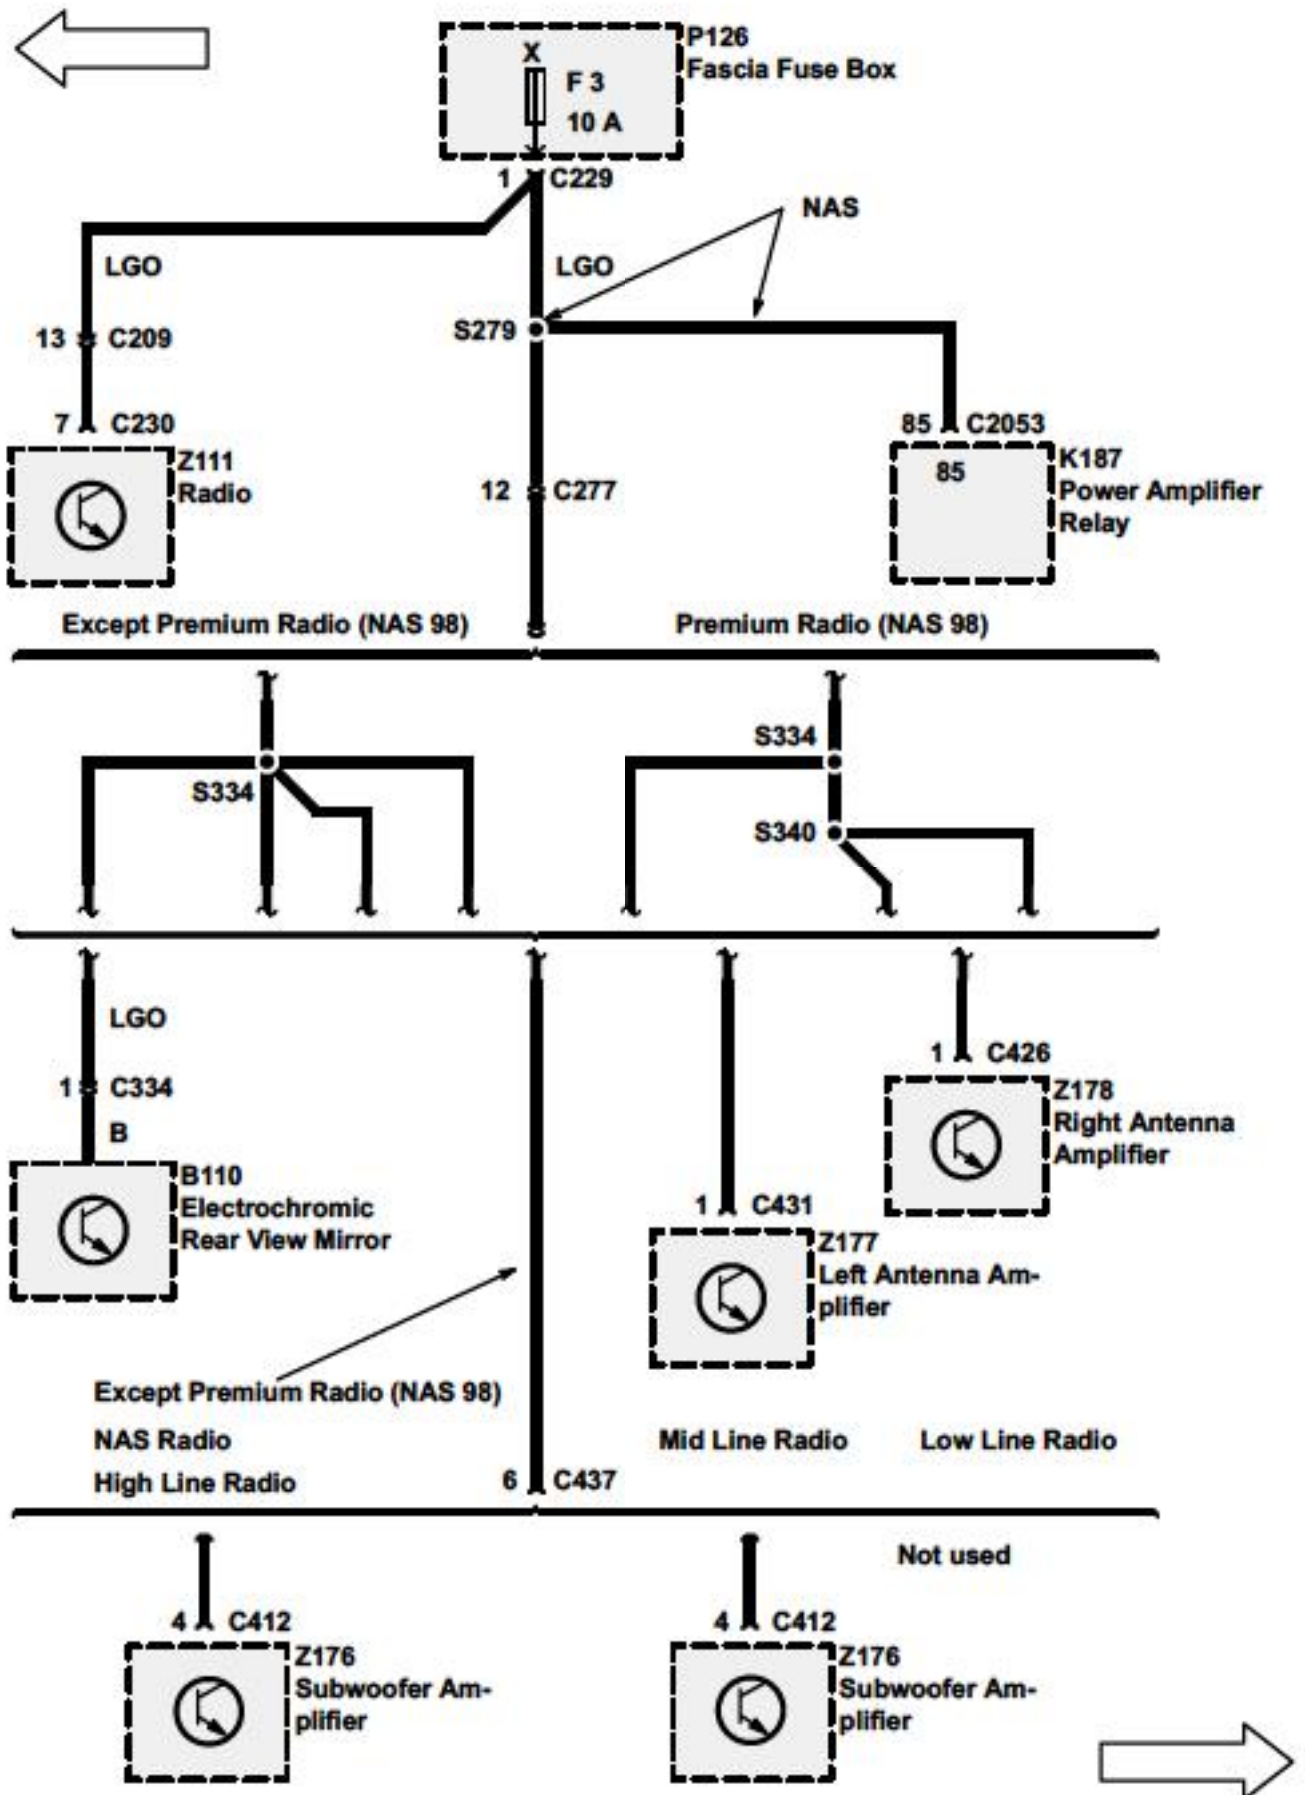 P126
Fascia Fuse Box
X
F 3
10 A
1 C229
NAS
LGO
LGO
13 C209
S279
7 C230
85 C2053
Z111
Radio
12 C277
85
K187
Power Amplifier
Relay
Except Premium Radio (NAS 98)
Premium Radio (NAS 98)
S334
S334
S340
LGO
1 C334
B
B110
Electrochromic
Rear View Mirror
1 C426
Z178
Right Antenna
Amplifier
1 C431
Z177
Left Antenna Am-
plifier
Except Premium Radio (NAS 98)
NAS Radio
High Line Radio
Mid Line Radio
Low Line Radio
6 C437
Not used
4 C412
Z176
Subwoofer Am-
plifier
4 C412
Z176
Subwoofer Am-
plifier